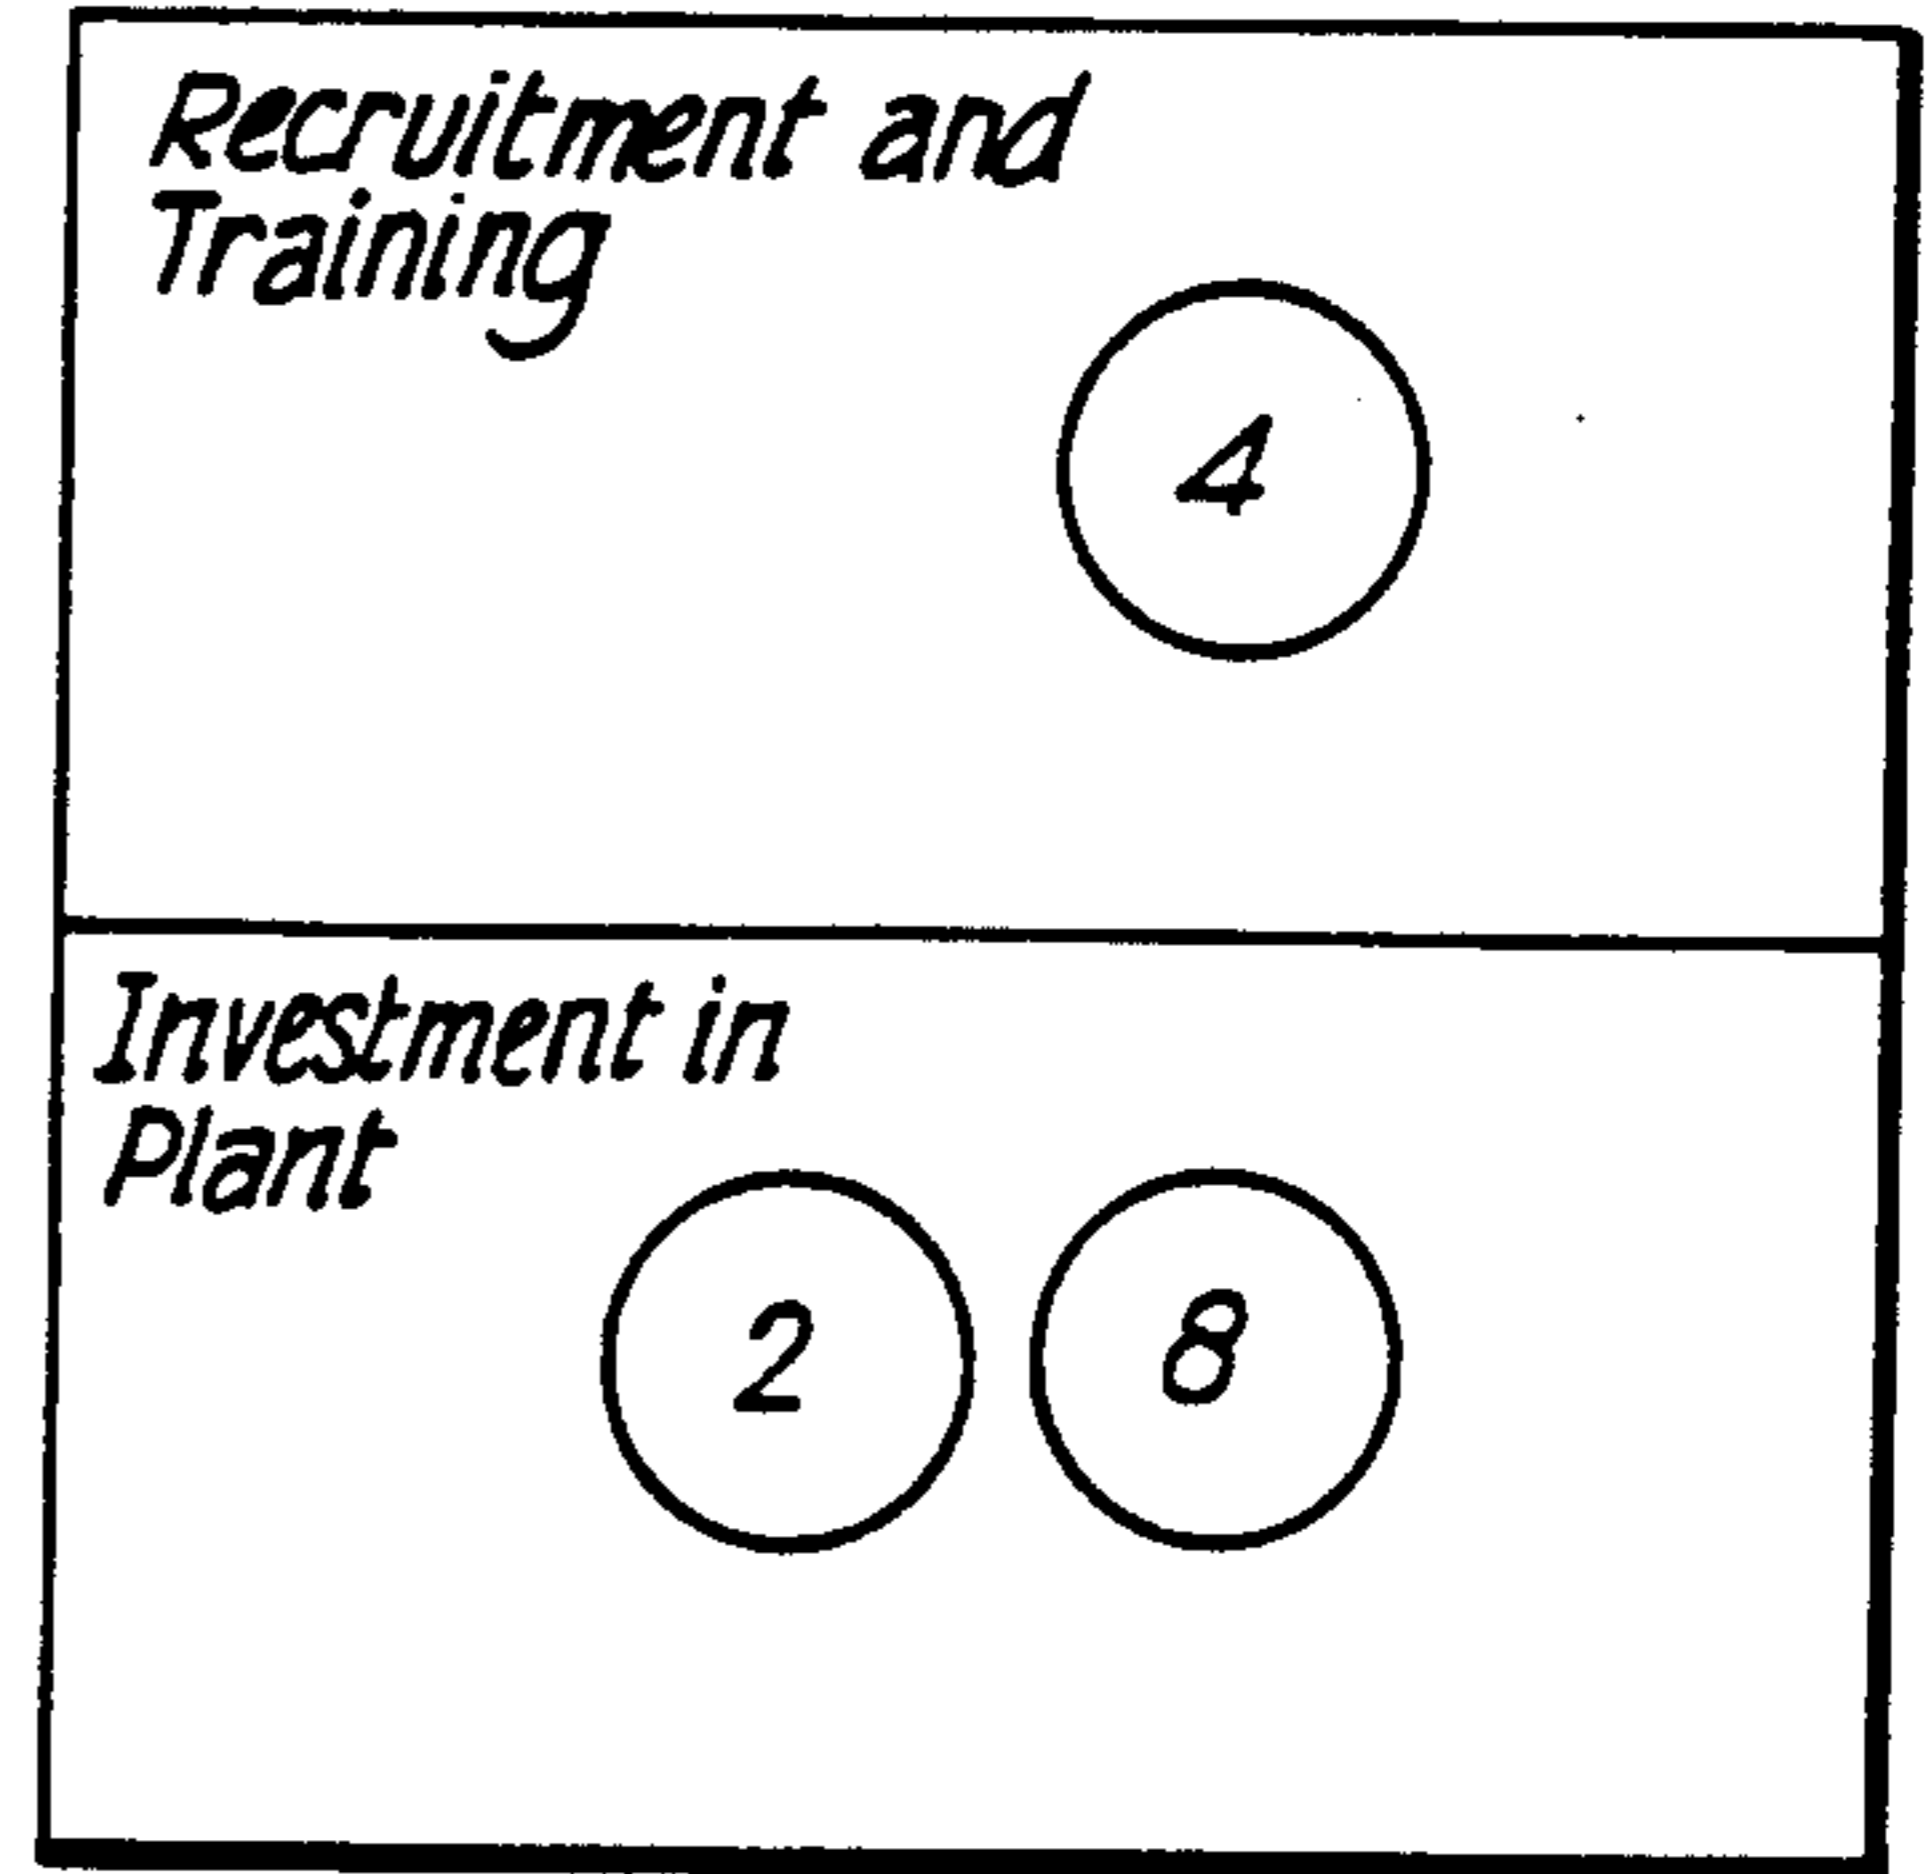 Recruitment and
Training
4
Investment in
Plant
2 8